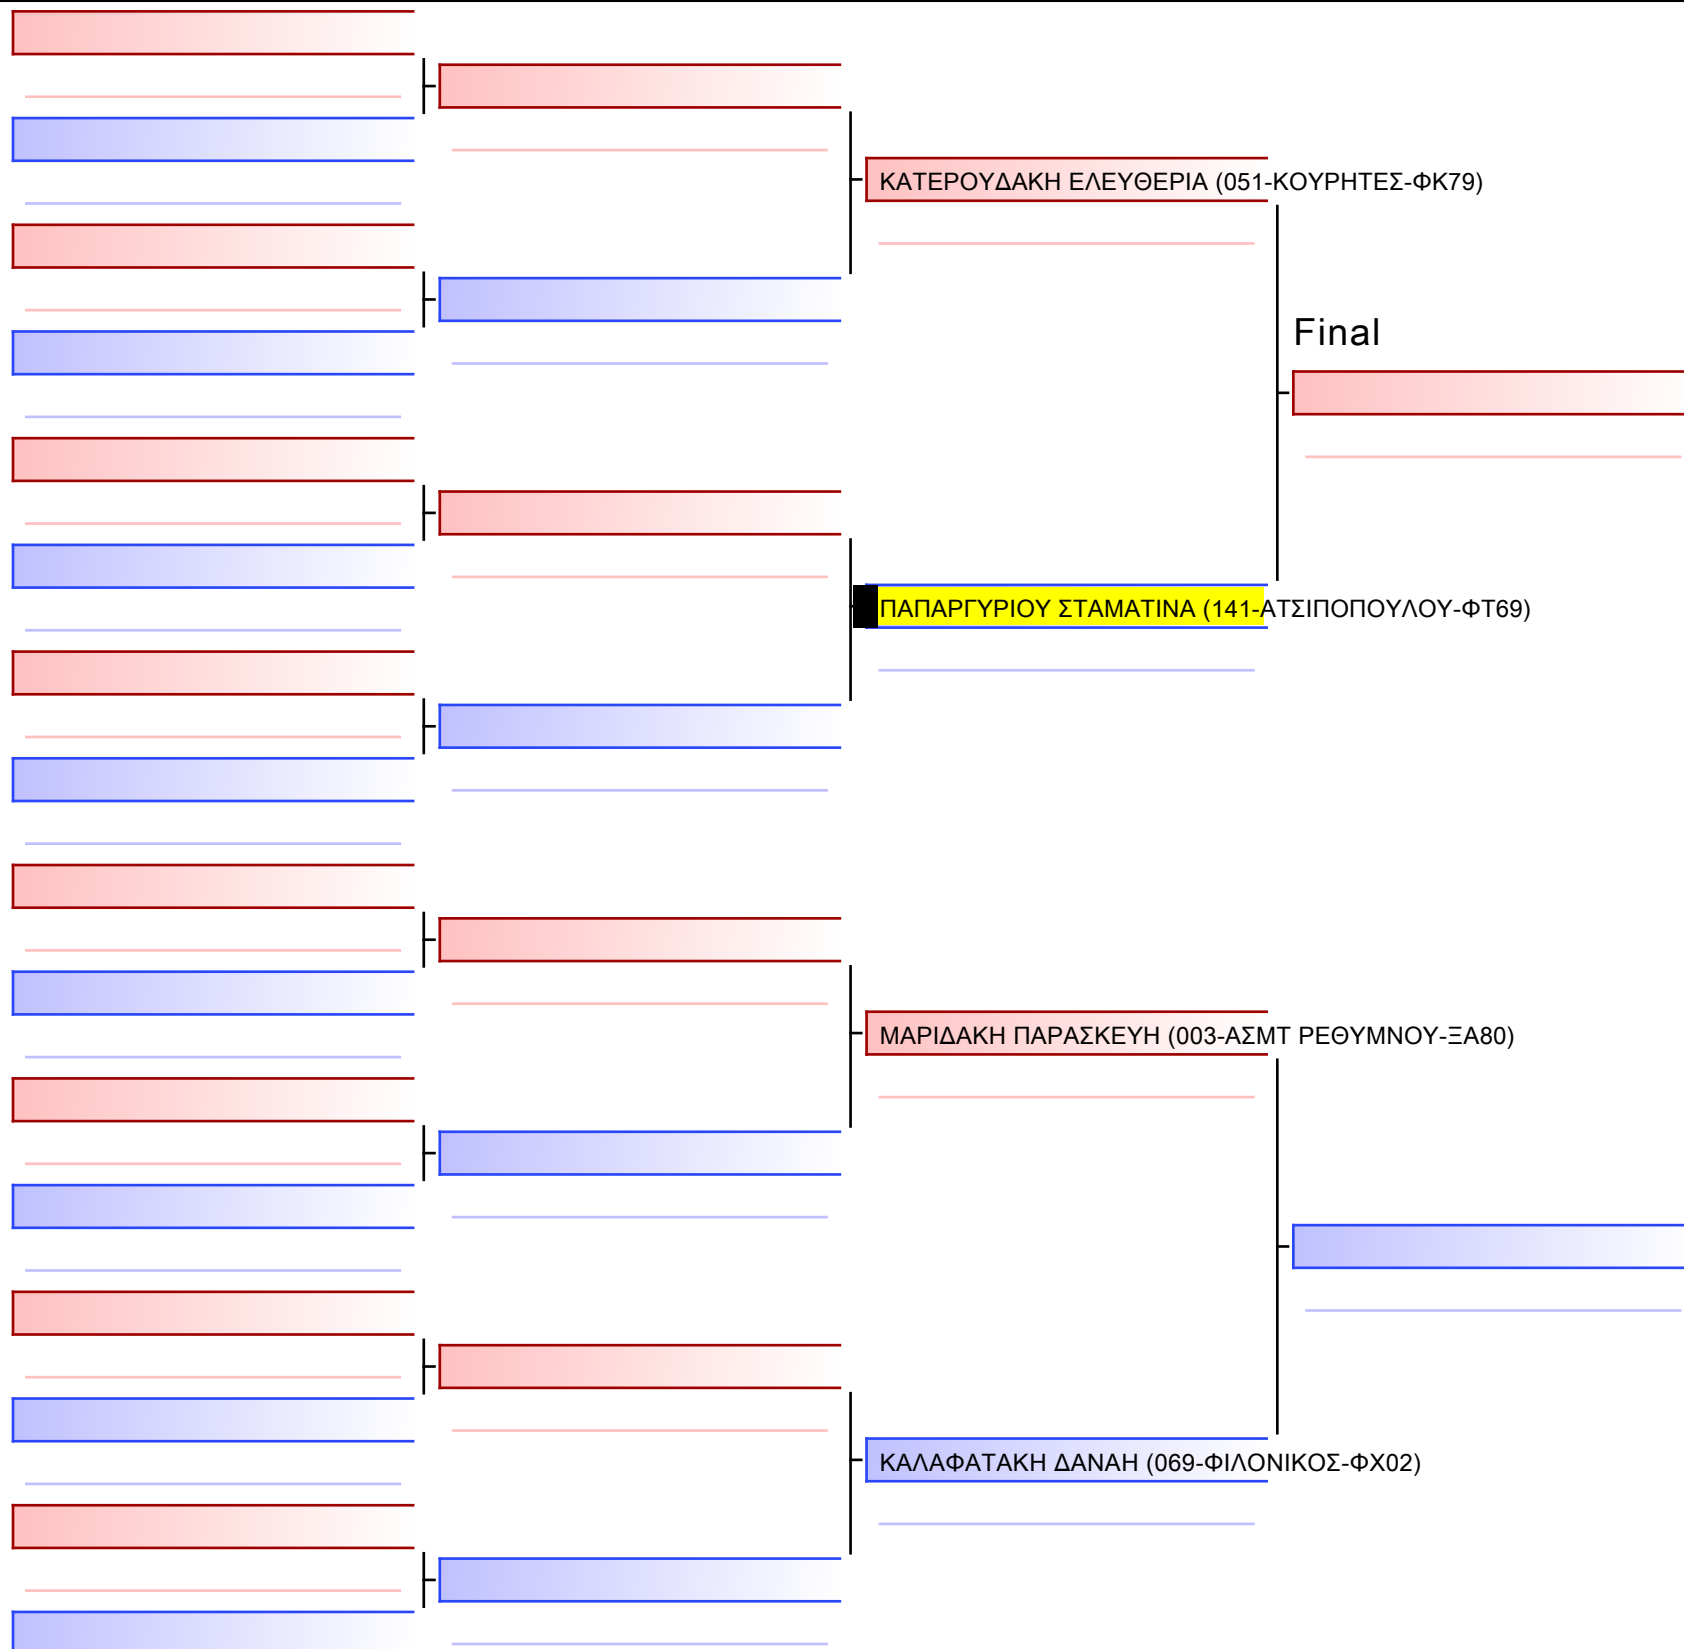 ΚΑΤΕΡΟΥΔΑΚΗ ΕΛΕΥΘΕΡΙΑ (051-ΚΟΥΡΗΤΕΣ-ΦΚ79)
Final
ΠΑΠΑΡΓΥΡΙΟΥ ΣΤΑΜΑΤΙΝΑ (141-ΑΤΣΙΠΟΠΟΥΛΟΥ-ΦΤ69)
ΜΑΡΙΔΑΚΗ ΠΑΡΑΣΚΕΥΗ (003-ΑΣΜΤ ΡΕΘΥΜΝΟΥ-ΞΑ80)
ΚΑΛΑΦΑΤΑΚΗ ΔΑΝΑΗ (069-ΦΙΛΟΝΙΚΟΣ-ΦΧ02)